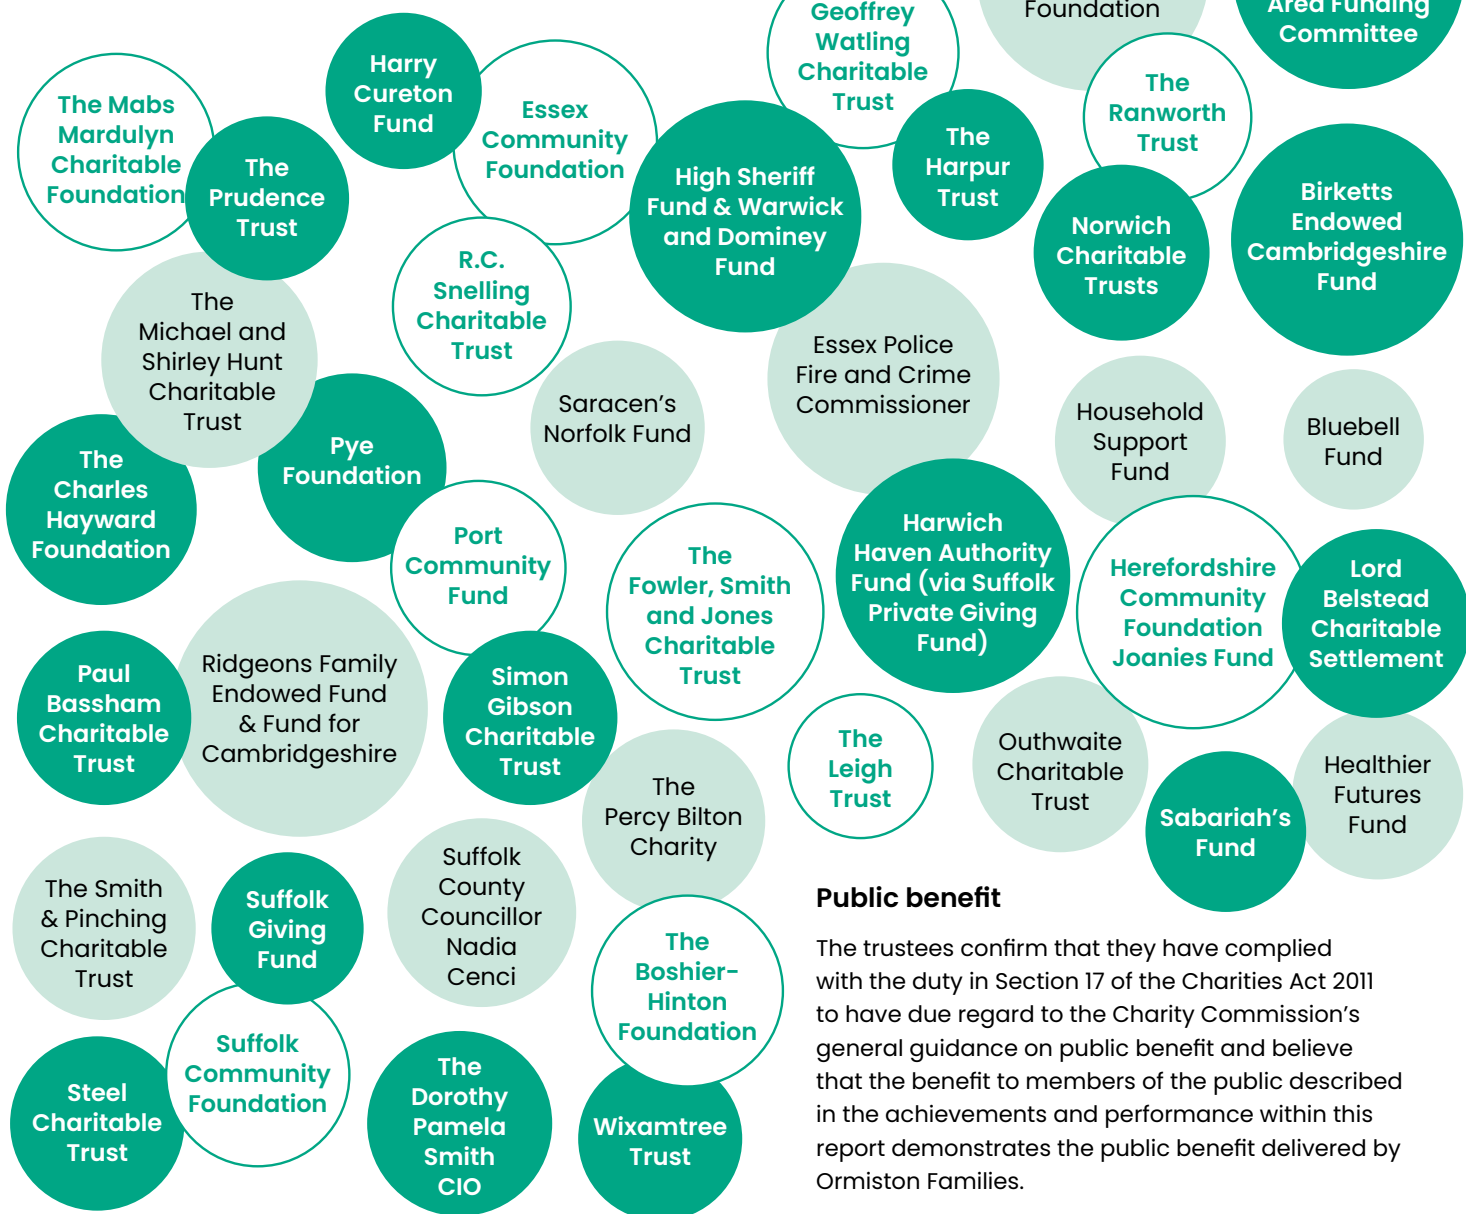 Geoffrey
Watling
Charitable
Trust
Foundation
Area Funding
Committee
Harry
Cureton
Fund
The Mabs
Mardulyn
Charitable
Foundation
The
Prudence
Trust
Essex
Community
Foundation
High Sheriff
Fund & Warwick
and Dominey
Fund
The
Harpur
Trust
The
Ranworth
Trust
Norwich
Charitable
Trusts
Birketts
Endowed
Cambridgeshire
Fund
R.C.
Snelling
Charitable
Trust
The
Michael and
Shirley Hunt
Charitable
Trust
Saracen’s
Norfolk Fund
Essex Police
Fire and Crime
Commissioner
Household
Support
Fund
Bluebell
Fund
The
Charles
Hayward
Foundation
Pye
Foundation
Port
Community
Fund
The
Fowler, Smith
and Jones
Charitable
Trust
Harwich
Haven Authority
Fund (via Suffolk
Private Giving
Fund)
Herefordshire
Community
Foundation
Joanies Fund
Lord
Belstead
Charitable
Settlement
Paul
Bassham
Charitable
Trust
Ridgeons Family
Endowed Fund
& Fund for
Cambridgeshire
Simon
Gibson
Charitable
Trust
The
Percy Bilton
Charity
The
Leigh
Trust
Outhwaite
Charitable
Trust
Sabariah’s
Fund
Healthier
Futures
Fund
The Smith
& Pinching
Charitable
Trust
Suffolk
Giving
Fund
Suffolk
County
Councillor
Nadia
Cenci
The
Boshier-
Hinton
Foundation
Steel
Charitable
Trust
Suffolk
Community
Foundation
The
Dorothy
Pamela
Smith
CIO
Wixamtree
Trust
Public benefit
The trustees confirm that they have complied
with the duty in Section 17 of the Charities Act 2011
to have due regard to the Charity Commission’s
general guidance on public benefit and believe
that the benefit to members of the public described
in the achievements and performance within this
report demonstrates the public benefit delivered by
Ormiston Families.